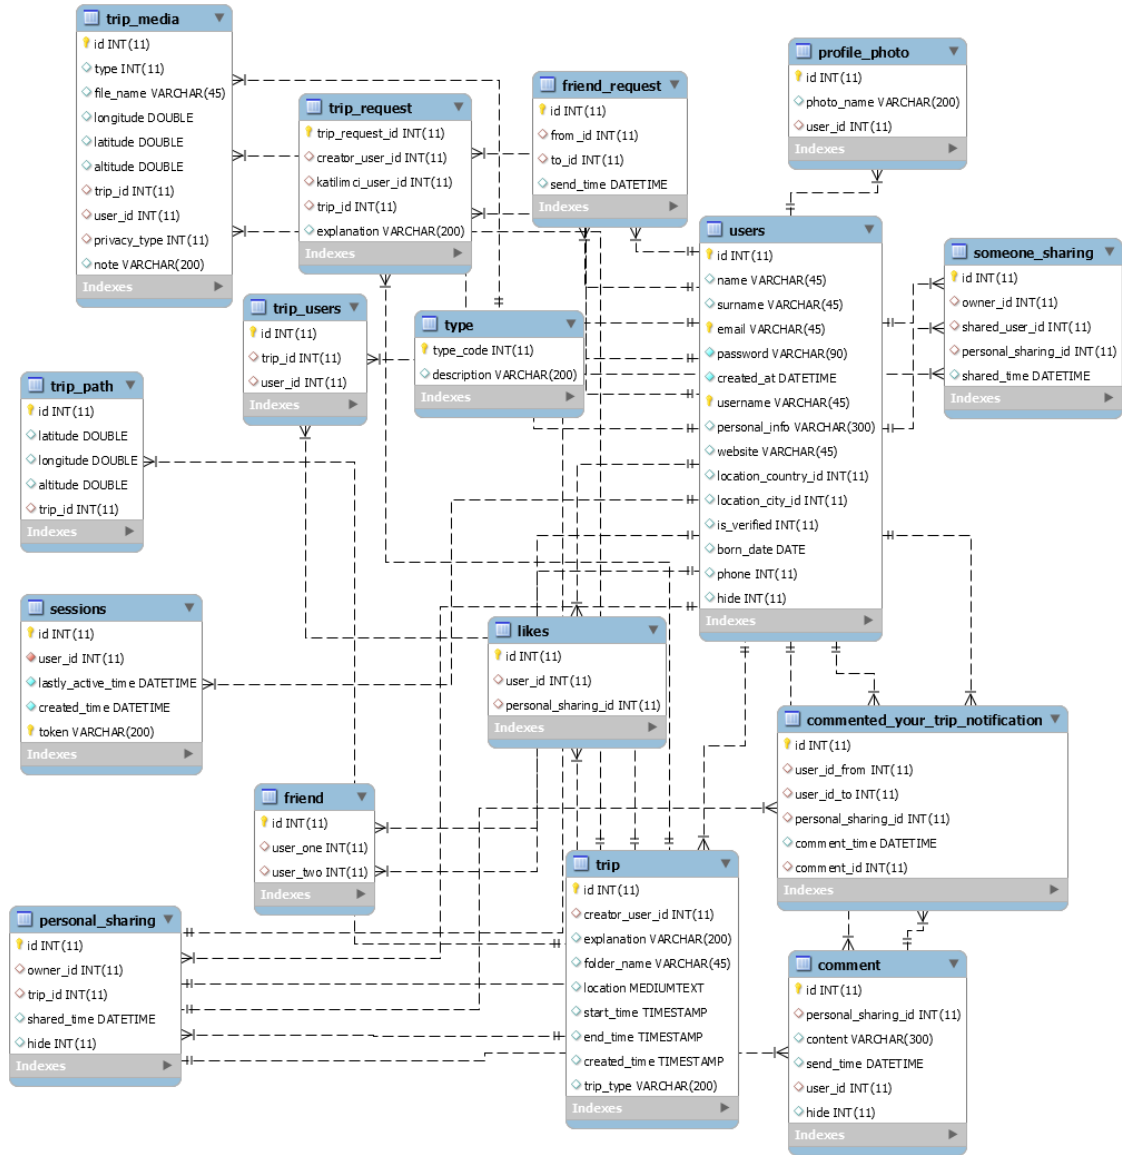 trip_media
id INT(11)
type INT(11)
file_name VARCHAR(45)
longitude DOUBLE
latitude DOUBLE
altitude DOUBLE
trip_id INT(11)
user_id INT(11)
privacy_type INT(11)
note VARCHAR(200)
Indexes
trip_request
trip_request_id INT(11)
creator_user_id INT(11)
katilimci_user_id INT(11)
trip_id INT(11)
explanation VARCHAR(200)
Indexes
friend_request
id INT(11)
from_id INT(11)
to_id INT(11)
send_time DATETIME
Indexes
profile_photo
id INT(11)
photo_name VARCHAR(200)
user_id INT(11)
Indexes
users
id INT(11)
name VARCHAR(45)
surname VARCHAR(45)
email VARCHAR(45)
password VARCHAR(90)
created_at DATETIME
username VARCHAR(45)
personal_info VARCHAR(300)
website VARCHAR(45)
location_country_id INT(11)
location_city_id INT(11)
is_verified INT(11)
born_date DATE
phone INT(11)
hide INT(11)
Indexes
someone_sharing
id INT(11)
owner_id INT(11)
shared_user_id INT(11)
personal_sharing_id INT(11)
shared_time DATETIME
Indexes
trip_users
id INT(11)
trip_id INT(11)
user_id INT(11)
Indexes
type
type_code INT(11)
description VARCHAR(200)
Indexes
trip_path
id INT(11)
latitude DOUBLE
longitude DOUBLE
altitude DOUBLE
trip_id INT(11)
Indexes
sessions
id INT(11)
user_id INT(11)
lastly_active_time DATETIME
created_time DATETIME
token VARCHAR(200)
Indexes
likes
id INT(11)
user_id INT(11)
personal_sharing_id INT(11)
Indexes
commented_your_trip_notification
id INT(11)
user_id_from INT(11)
user_id_to INT(11)
personal_sharing_id INT(11)
comment_time DATETIME
comment_id INT(11)
Indexes
friend
id INT(11)
user_one INT(11)
user_two INT(11)
Indexes
trip
id INT(11)
creator_user_id INT(11)
explanation VARCHAR(200)
folder_name VARCHAR(45)
location MEDIUMTEXT
start_time TIMESTAMP
end_time TIMESTAMP
created_time TIMESTAMP
trip_type VARCHAR(200)
Indexes
personal_sharing
id INT(11)
owner_id INT(11)
trip_id INT(11)
shared_time DATETIME
hide INT(11)
Indexes
comment
id INT(11)
personal_sharing_id INT(11)
content VARCHAR(300)
send_time DATETIME
user_id INT(11)
hide INT(11)
Indexes